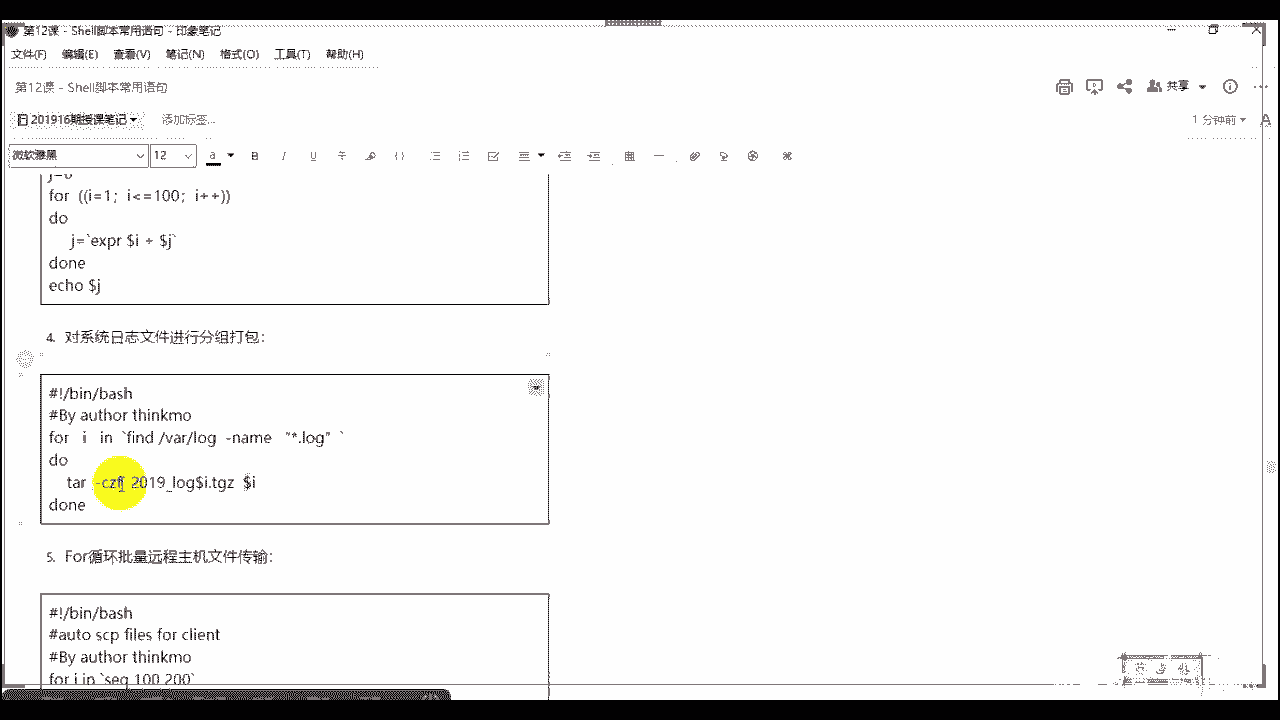 第12课 - Shell脚本常用语句 - 印象笔记
文件(F) 编辑(E) 查看(V) 笔记(N) 格式(O) 工具(T) 帮助(H)
第12课 - Shell脚本常用语句
共享
201916期授课笔记 添加标签...
1 分钟前
微软雅黑 12 a B I U
j=0
for ((i=1; i<=100; i++))
do
j=`expr $i + $j`
done
echo $j
4. 对系统日志文件进行分组打包：
#!/bin/bash
#By author thinkmo
for i in `find /var/log -name "*.log" `
do
tar -czf 2019_log$i.tgz $i
done
5. For循环批量远程主机文件传输：
#!/bin/bash
#auto scp files for client
#By author thinkmo
for i in `seq 100 200`